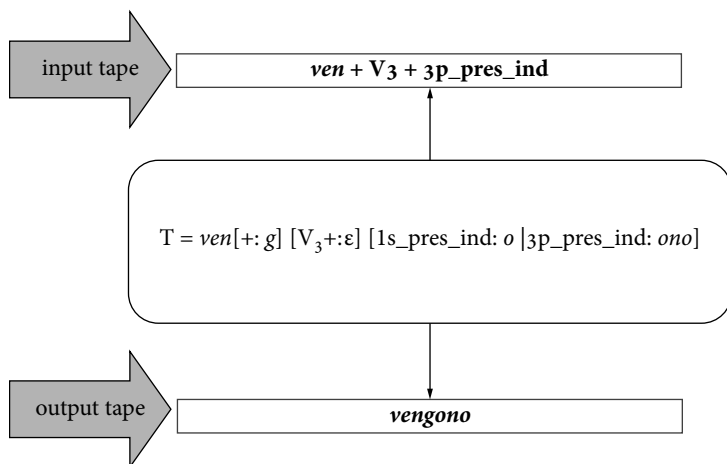 input tape
ven + V3 + 3p_pres_ind
T = ven[+: g] [V₃+:ε] [1s_pres_ind: o |3p_pres_ind: ono]
output tape
vengono